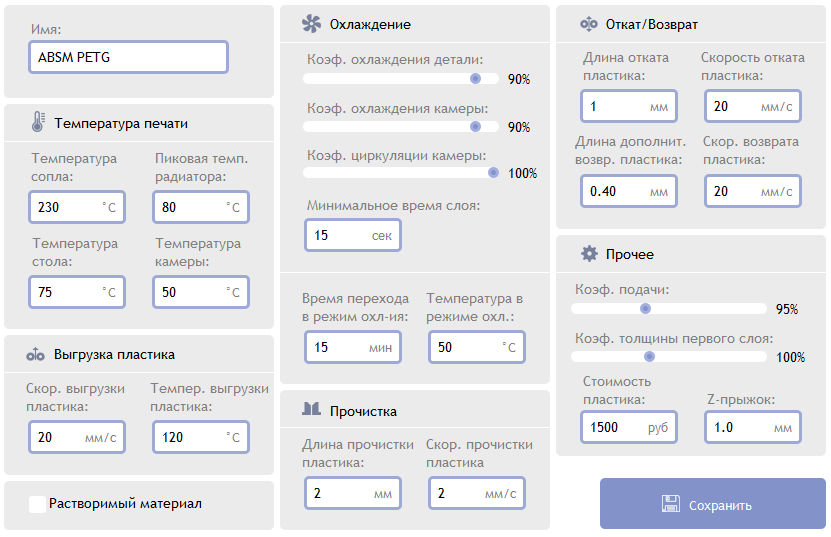 Имя:
ABSM PETG
Температура печати
Температура сопла:
230 °C
Пиковая темп. радиатора:
80 °C
Температура стола:
75 °C
Температура камеры:
50 °C
Выгрузка пластика
Скор. выгрузки пластика:
20 мм/с
Темпер. выгрузки пластика:
120 °C
Растворимый материал
Охлаждение
Коэф. охлаждения детали:
90%
Коэф. охлаждения камеры:
90%
Коэф. циркуляции камеры:
100%
Минимальное время слоя:
15 сек
Время перехода в режим охл-ия:
15 мин
Температура в режиме охл.:
50 °C
Прочистка
Длина прочистки пластика:
2 мм
Скор. прочистки пластика
2 мм/с
Откат/Возврат
Длина отката пластика:
1 мм
Скорость отката пластика:
20 мм/с
Длина дополнит. возвр. пластика:
0.40 мм
Скор. возврата пластика:
20 мм/с
Прочее
Коэф. подачи:
95%
Коэф. толщины первого слоя:
100%
Стоимость пластика:
1500 руб
Z-прыжок:
1.0 мм
Сохранить